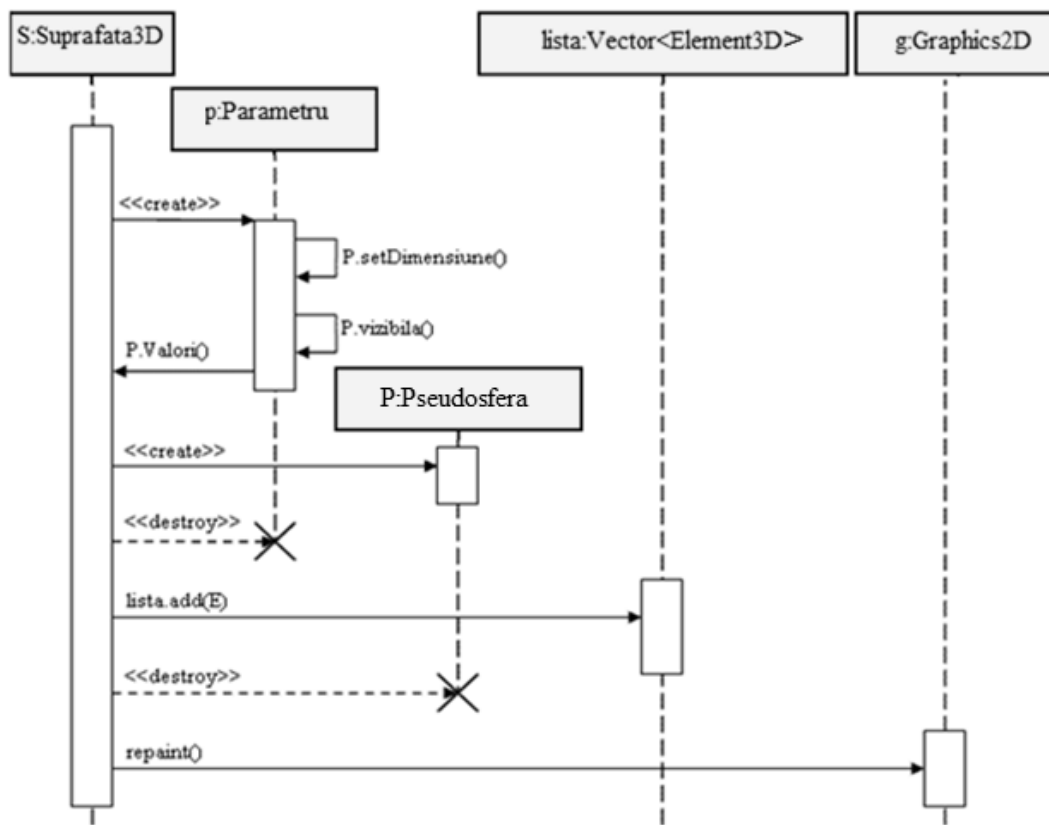 S:Suprafata3D
lista:Vector<Element3D>
g:Graphics2D
p:Parametru
<<create>>
P.setDimensiune()
P.vizibila()
P.Valori()
P:Pseudosfera
<<create>>
<<destroy>>
lista.add(E)
<<destroy>>
repaint()